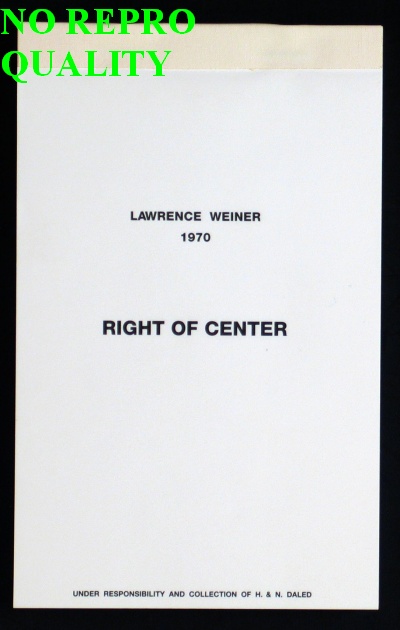 NO REPRO
QUALITY
LAWRENCE WEINER
1970
RIGHT OF CENTER
UNDER RESPONSIBILITY AND COLLECTION OF H. & N. DALED